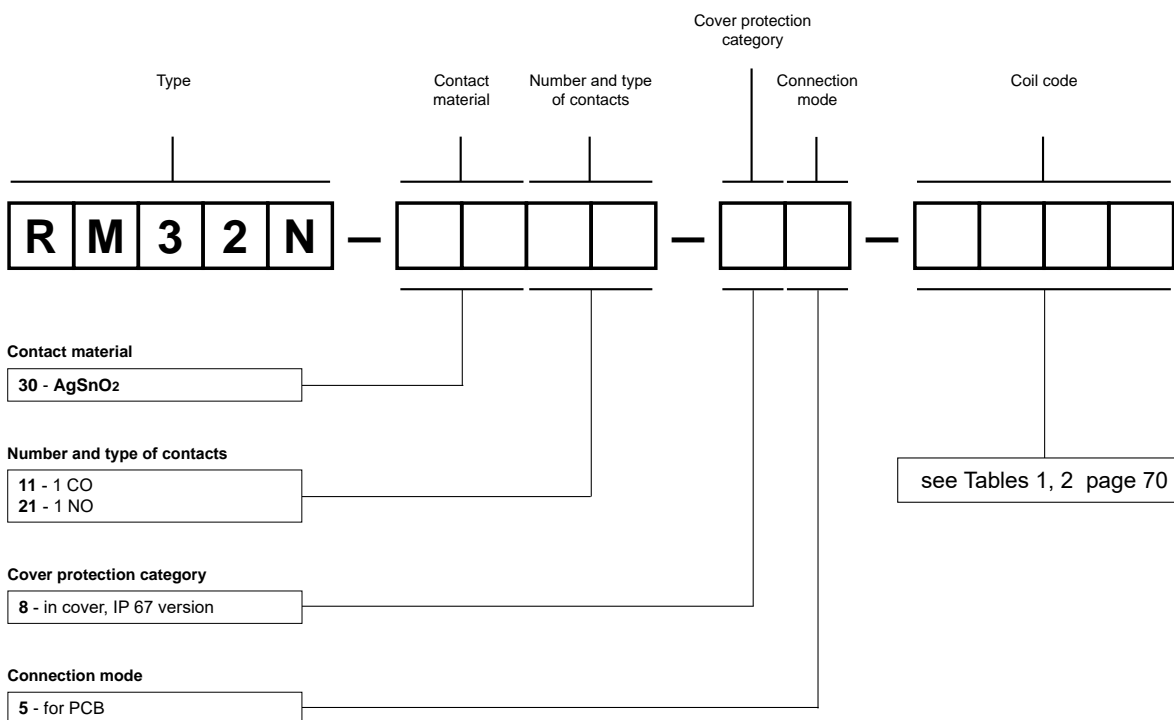 Cover protection
category
Type
Contact
material
Number and type
of contacts
Connection
mode
Coil code
R M 3 2 N – –  –
Contact material
30 - AgSnO2
Number and type of contacts
11 - 1 CO
21 - 1 NO
see Tables 1, 2 page 70
Cover protection category
8 - in cover, IP 67 version
Connection mode
5 - for PCB